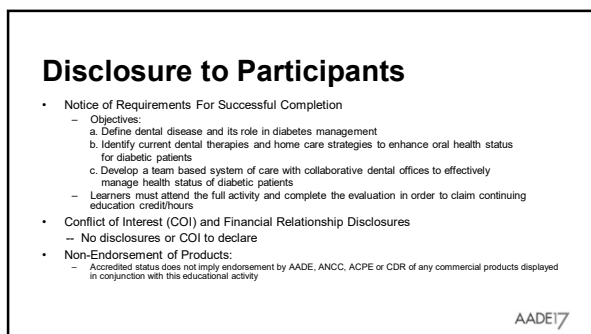 Disclosure to Participants
• Notice of Requirements For Successful Completion
– Objectives:
a. Define dental disease and its role in diabetes management
b. Identify current dental therapies and home care strategies to enhance oral health status
for diabetic patients
c. Develop a team based system of care with collaborative dental offices to effectively
manage health status of diabetic patients
– Learners must attend the full activity and complete the evaluation in order to claim continuing
education credit/hours
• Conflict of Interest (COI) and Financial Relationship Disclosures
-- No disclosures or COI to declare
• Non-Endorsement of Products:
– Accredited status does not imply endorsement by AADE, ANCC, ACPE or CDR of any commercial products displayed
in conjunction with this educational activity
AADE17